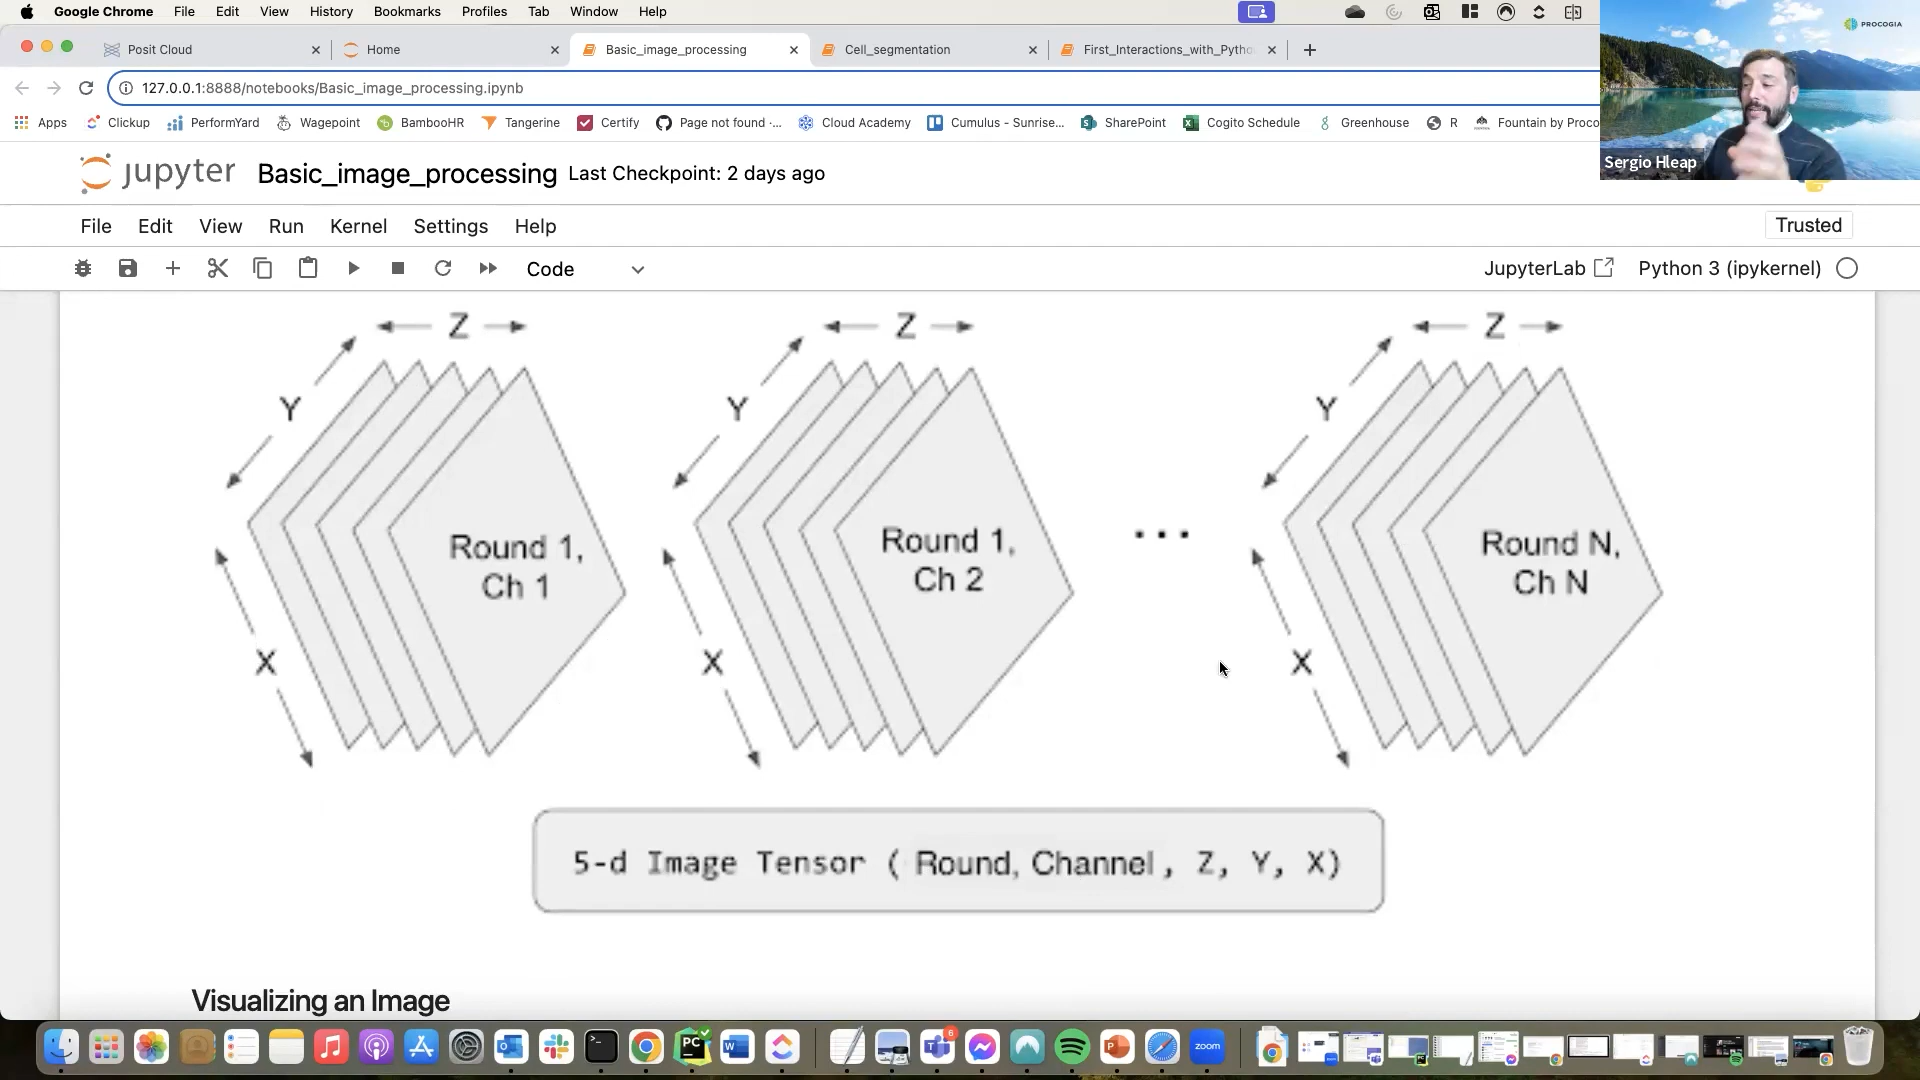 Google Chrome File Edit View History Bookmarks Profiles Tab Window Help
PROCOGIA
Posit Cloud Home Basic_image_processing Cell_segmentation First_Interactions_with_Pytho
127.0.0.1:8888/notebooks/Basic_image_processing.ipynb
Apps Clickup PerformYard Wagepoint BambooHR Tangerine Certify Page not found -... Cloud Academy Cumulus - Sunrise... SharePoint Cogito Schedule Greenhouse R Fountain by Proco
Sergio Hleap
jupyter Basic_image_processing Last Checkpoint: 2 days ago
File Edit View Run Kernel Settings Help
Trusted
Code
JupyterLab Python 3 (ipykernel)
Z Z Z
Y Y Y
Round 1,
Ch 1
Round 1,
Ch 2
...
Round N,
Ch N
X X X
5-d Image Tensor ( Round, Channel , Z, Y, X)
Visualizing an Image
PC
W
6
zoom